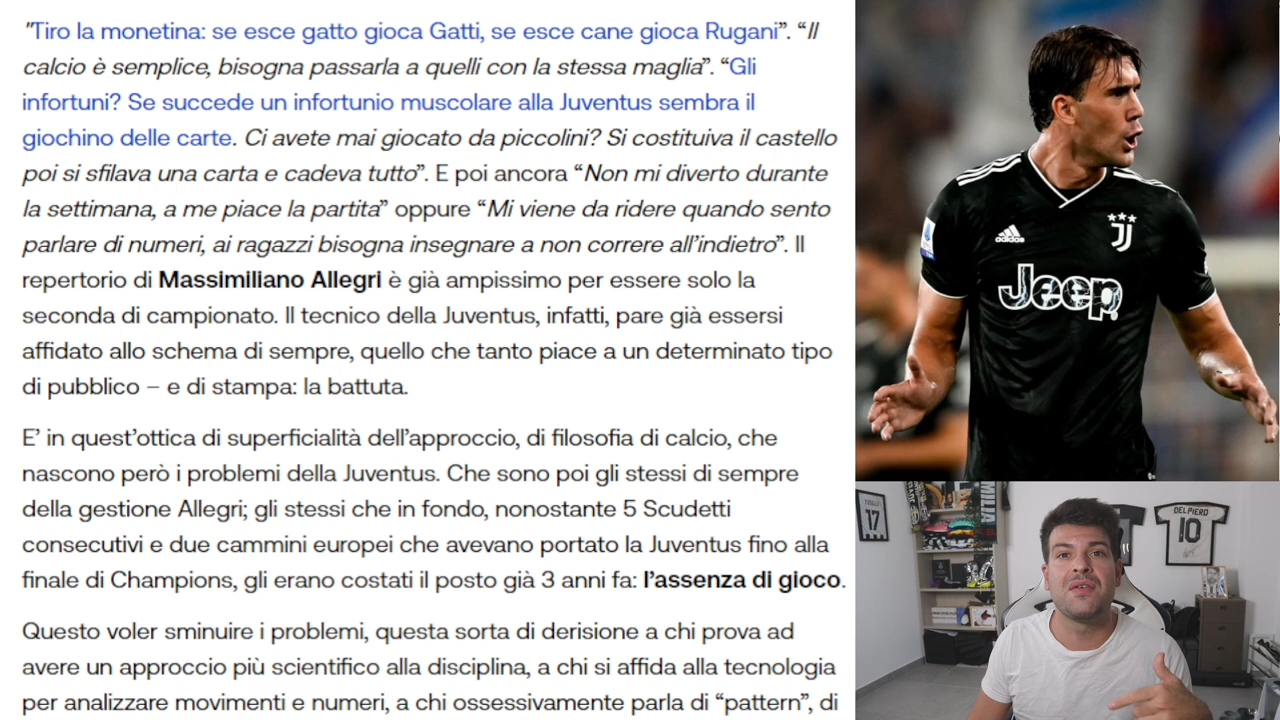 "Tiro la monetina: se esce gatto gioca Gatti, se esce cane gioca Rugani”. “Il
calcio è semplice, bisogna passarla a quelli con la stessa maglia”. “Gli
infortuni? Se succede un infortunio muscolare alla Juventus sembra il
giochino delle carte. Ci avete mai giocato da piccolini? Si costituiva il castello
poi si sfilava una carta e cadeva tutto”. E poi ancora “Non mi diverto durante
la settimana, a me piace la partita” oppure “Mi viene da ridere quando sento
parlare di numeri, ai ragazzi bisogna insegnare a non correre all’indietro”. Il
repertorio di Massimiliano Allegri è già ampissimo per essere solo la
seconda di campionato. Il tecnico della Juventus, infatti, pare già essersi
affidato allo schema di sempre, quello che tanto piace a un determinato tipo
di pubblico – e di stampa: la battuta.
E’ in quest’ottica di superficialità dell’approccio, di filosofia di calcio, che
nascono però i problemi della Juventus. Che sono poi gli stessi di sempre
della gestione Allegri; gli stessi che in fondo, nonostante 5 Scudetti
consecutivi e due cammini europei che avevano portato la Juventus fino alla
finale di Champions, gli erano costati il posto già 3 anni fa: l’assenza di gioco.
Questo voler sminuire i problemi, questa sorta di derisione a chi prova ad
avere un approccio più scientifico alla disciplina, a chi si affida alla tecnologia
per analizzare movimenti e numeri, a chi ossessivamente parla di “pattern”, di
adidas
Jeep
17
DEL PIERO
10